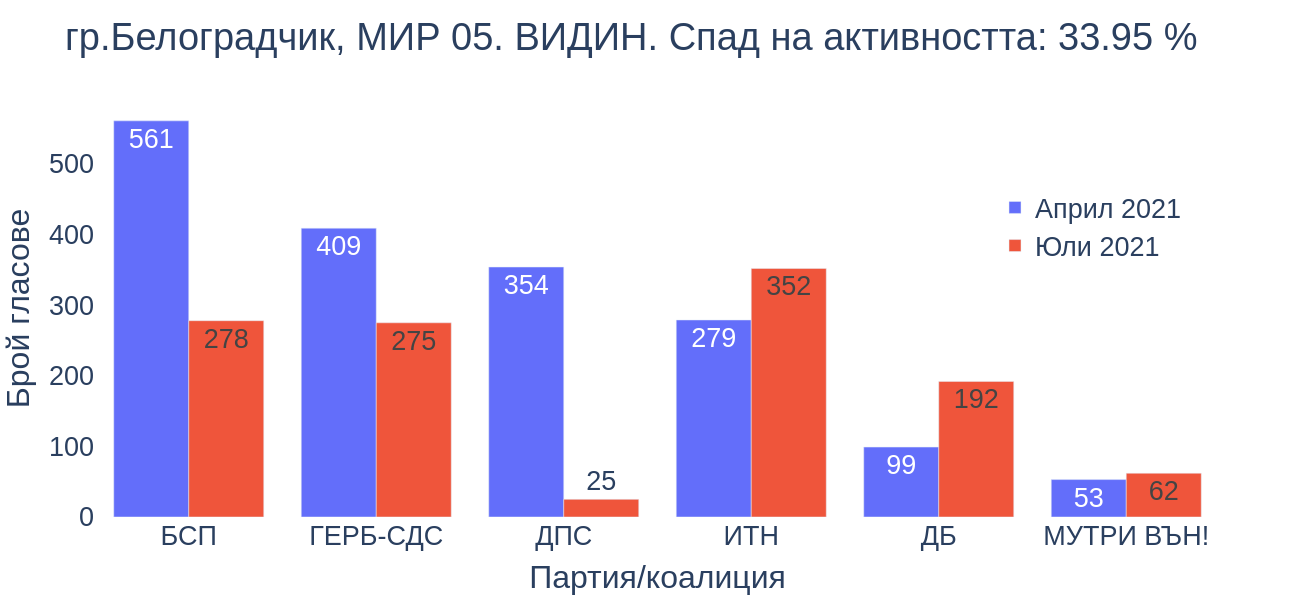 гр.Белоградчик, МИР 05. ВИДИН. Спад на активността: 33.95 %
Брой гласове
500
400
300
200
100
0
561
278
409
275
354
25
279
352
99
192
53
62
Април 2021
Юли 2021
БСП
ГЕРБ-СДС
ДПС
ИТН
ДБ
МУТРИ ВЪН!
Партия/коалиция